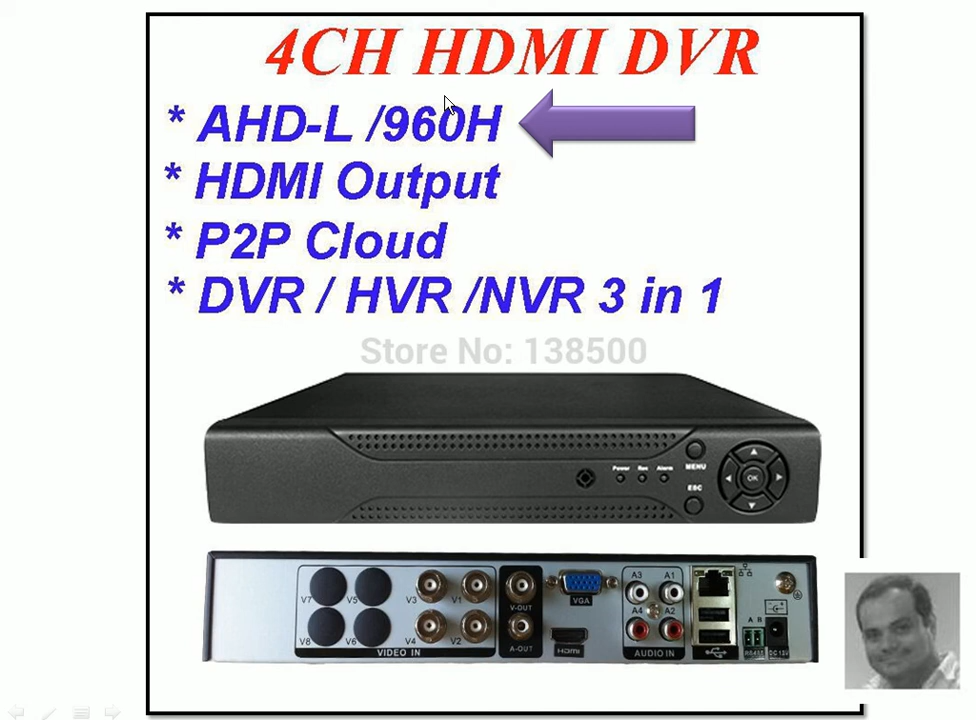 4CH HDMI DVR
* AHD-L /960H
* HDMI Output
* P2P Cloud
* DVR / HVR /NVR 3 in 1
Store No: 138500
Power Rec Alarm
MENU
ESC
OK
V7 V5 V3 V1
V8 V6 V4 V2
VIDEO IN
V-OUT
A-OUT
VGA
HDMI
A3 A1
A4 A2
AUDIO IN
A B
RS485
DC12V